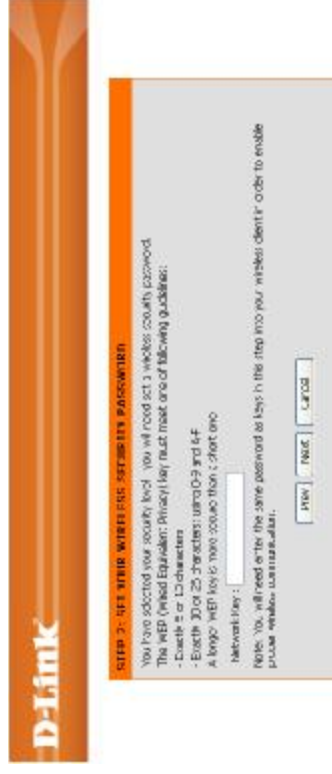 D-Link
STEP 2: SET YOUR WIRELESS SECURITY PASSWORD
You have selected your security level - you will need set a wireless security password.
The WEP (Wired Equivalent Privacy) key must meet one of following guidelines:
- Exactly 5 or 13 characters
- Exactly 10 or 26 characters using 0-9 and A-F
A longer WEP key is more secure than a short one
Network Key :
Note: You will need enter the same password as keys in this step into your wireless client in order to enable
proper wireless communication.
Prev Next Cancel